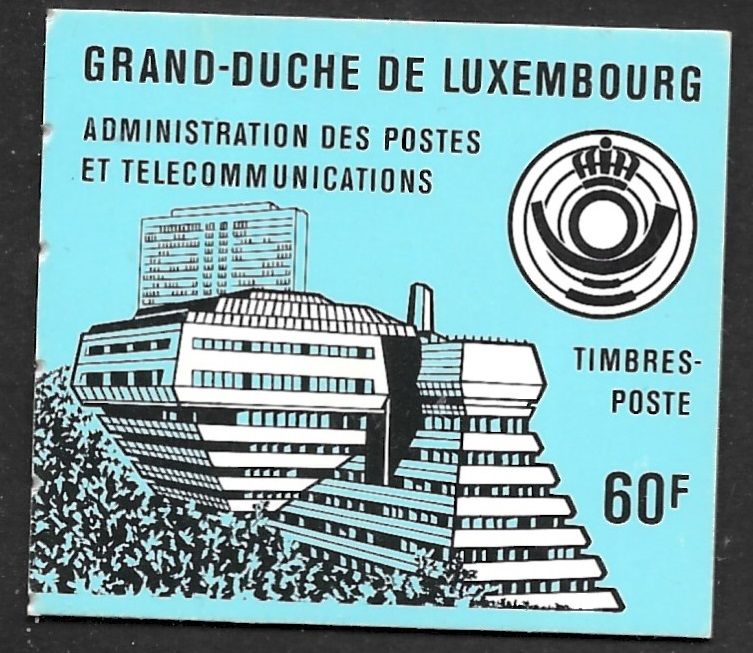 GRAND-DUCHE DE LUXEMBOURG
ADMINISTRATION DES POSTES
ET TELECOMMUNICATIONS
TIMBRES-
POSTE
60F